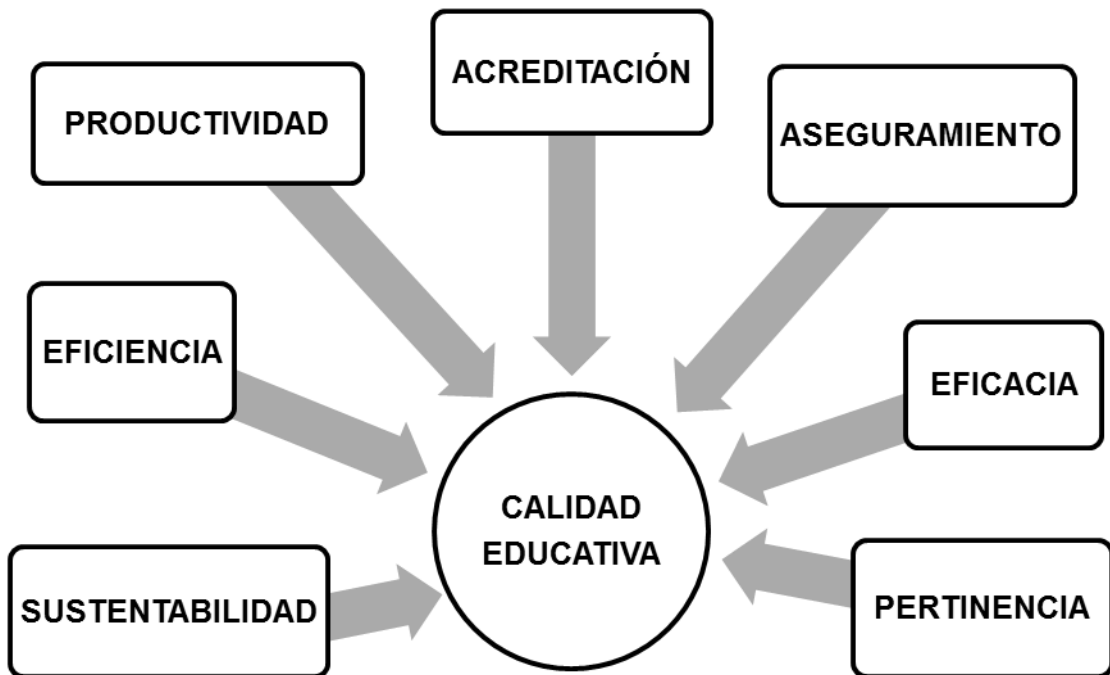 ACREDITACIÓN
PRODUCTIVIDAD
ASEGURAMIENTO
EFICIENCIA
EFICACIA
CALIDAD
EDUCATIVA
SUSTENTABILIDAD
PERTINENCIA